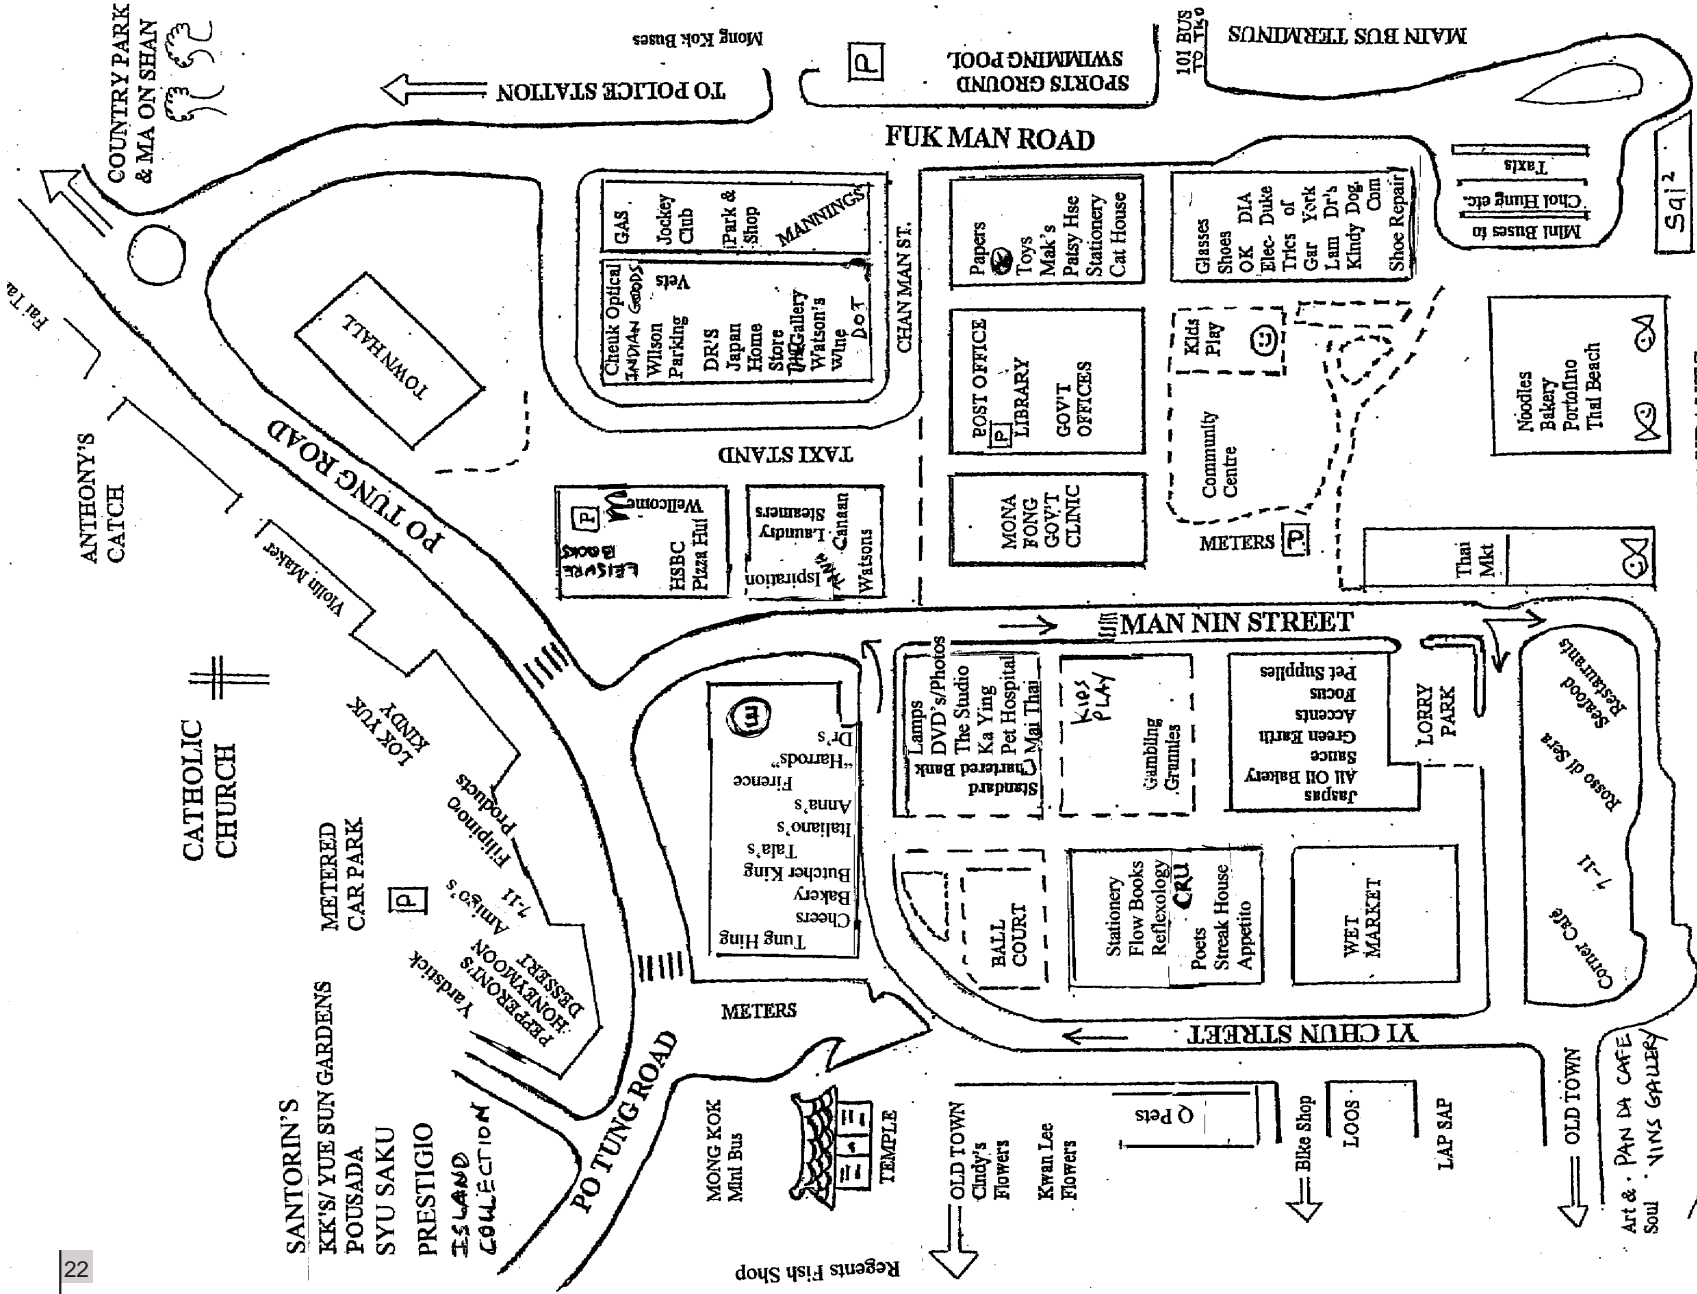 COUNTRY PARK
& MA ON SHAN
TO POLICE STATION
Mong Kok Buses
P
SPORTS GROUND
SWIMMING POOL
101 BUS
TO TKO
MAIN BUS TERMINUS
FUK MAN ROAD
Taxis
Choi Hung etc.
Mini Buses to
Sq1²
TOWN HALL
GAS
Jockey
Club
Park &
Shop
MANNINGS
Cheuk Optical
INDIAN GOODS
Vets
Wilson
Parking
DR'S
Japan
Home
Store
The Gallery
Watson's
Wine
DOT
CHAN MAN ST.
Papers
Toys
Mak's
Patsy Hse
Stationery
Cat House
Glasses
Shoes
OK DIA
Elec- Duke
Trics of
Gar York
Lam Dr's
Kindy Dog,
Com
Shoe Repair
POST OFFICE
P
LIBRARY
GOV'T
OFFICES
Kids
Play
Community
Centre
Noodles
Bakery
Portofino
Thai Beach
ANTHONY'S
CATCH
PO TUNG ROAD
TAXI STAND
Violin Maker
P
Wellcome
LEISURE
BOOKS
HSBC
Pizza Hut
Steamers
Laundry
Canaan
Ispiration
Watsons
MONA
FONG
GOV'T
CLINIC
METERS P
Thai
Mkt
MAN NIN STREET
CATHOLIC
CHURCH
LOK YUK
KINDY
Filipino
Products
7-11
Amigo's
HONEYMOON
DESSERT
PEPPERONI'S
Yardstick
METERED
CAR PARK
P
Dr's
"Harrods"
Firence
Anna's
Italiano's
Tala's
Butcher King
Bakery
Cheers
Tung Hing
Lamps
DVD's/Photos
The Studio
Ka Ying
Pet Hospital
Mai Thai
Standard
Chartered Bank
KIDS
PLAY
Gambling
Grannies
Pet Supplies
Focus
Accents
Green Earth
Sauce
Ali Oli Bakery
Jaspas
LORRY
PARK
Seafood
Restaurants
Rosso di Sera
7-11
Corner Café
BALL
COURT
Stationery
Flow Books
Reflexology
CRU
Poets
Streak House
Appetito
WET
MARKET
METERS
YI CHUN STREET
SANTORIN'S
KK'S/ YUE SUN GARDENS
POUSADA
SYU SAKU
PRESTIGIO
ISLAND
COLLECTION
PO TUNG ROAD
MONG KOK
Mini Bus
TEMPLE
OLD TOWN
Cindy's
Flowers
Kwan Lee
Flowers
Q Pets
Bike Shop
LOOS
LAP SAP
OLD TOWN
Art & • PAN DA CAFE
Soul • VINS GALLERY
Regents Fish Shop
22